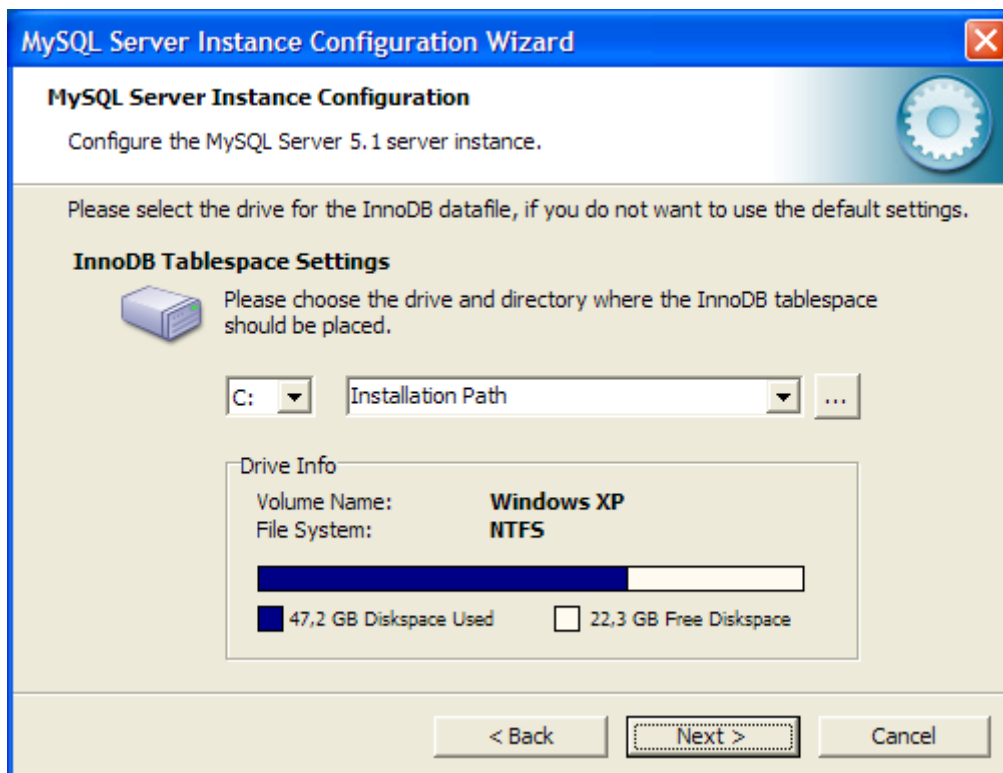 MySQL Server Instance Configuration Wizard
MySQL Server Instance Configuration
Configure the MySQL Server 5.1 server instance.
Please select the drive for the InnoDB datafile, if you do not want to use the default settings.
InnoDB Tablespace Settings
Please choose the drive and directory where the InnoDB tablespace
should be placed.
C: Installation Path ...
Drive Info
Volume Name: Windows XP
File System: NTFS
47,2 GB Diskspace Used 22,3 GB Free Diskspace
< Back Next > Cancel